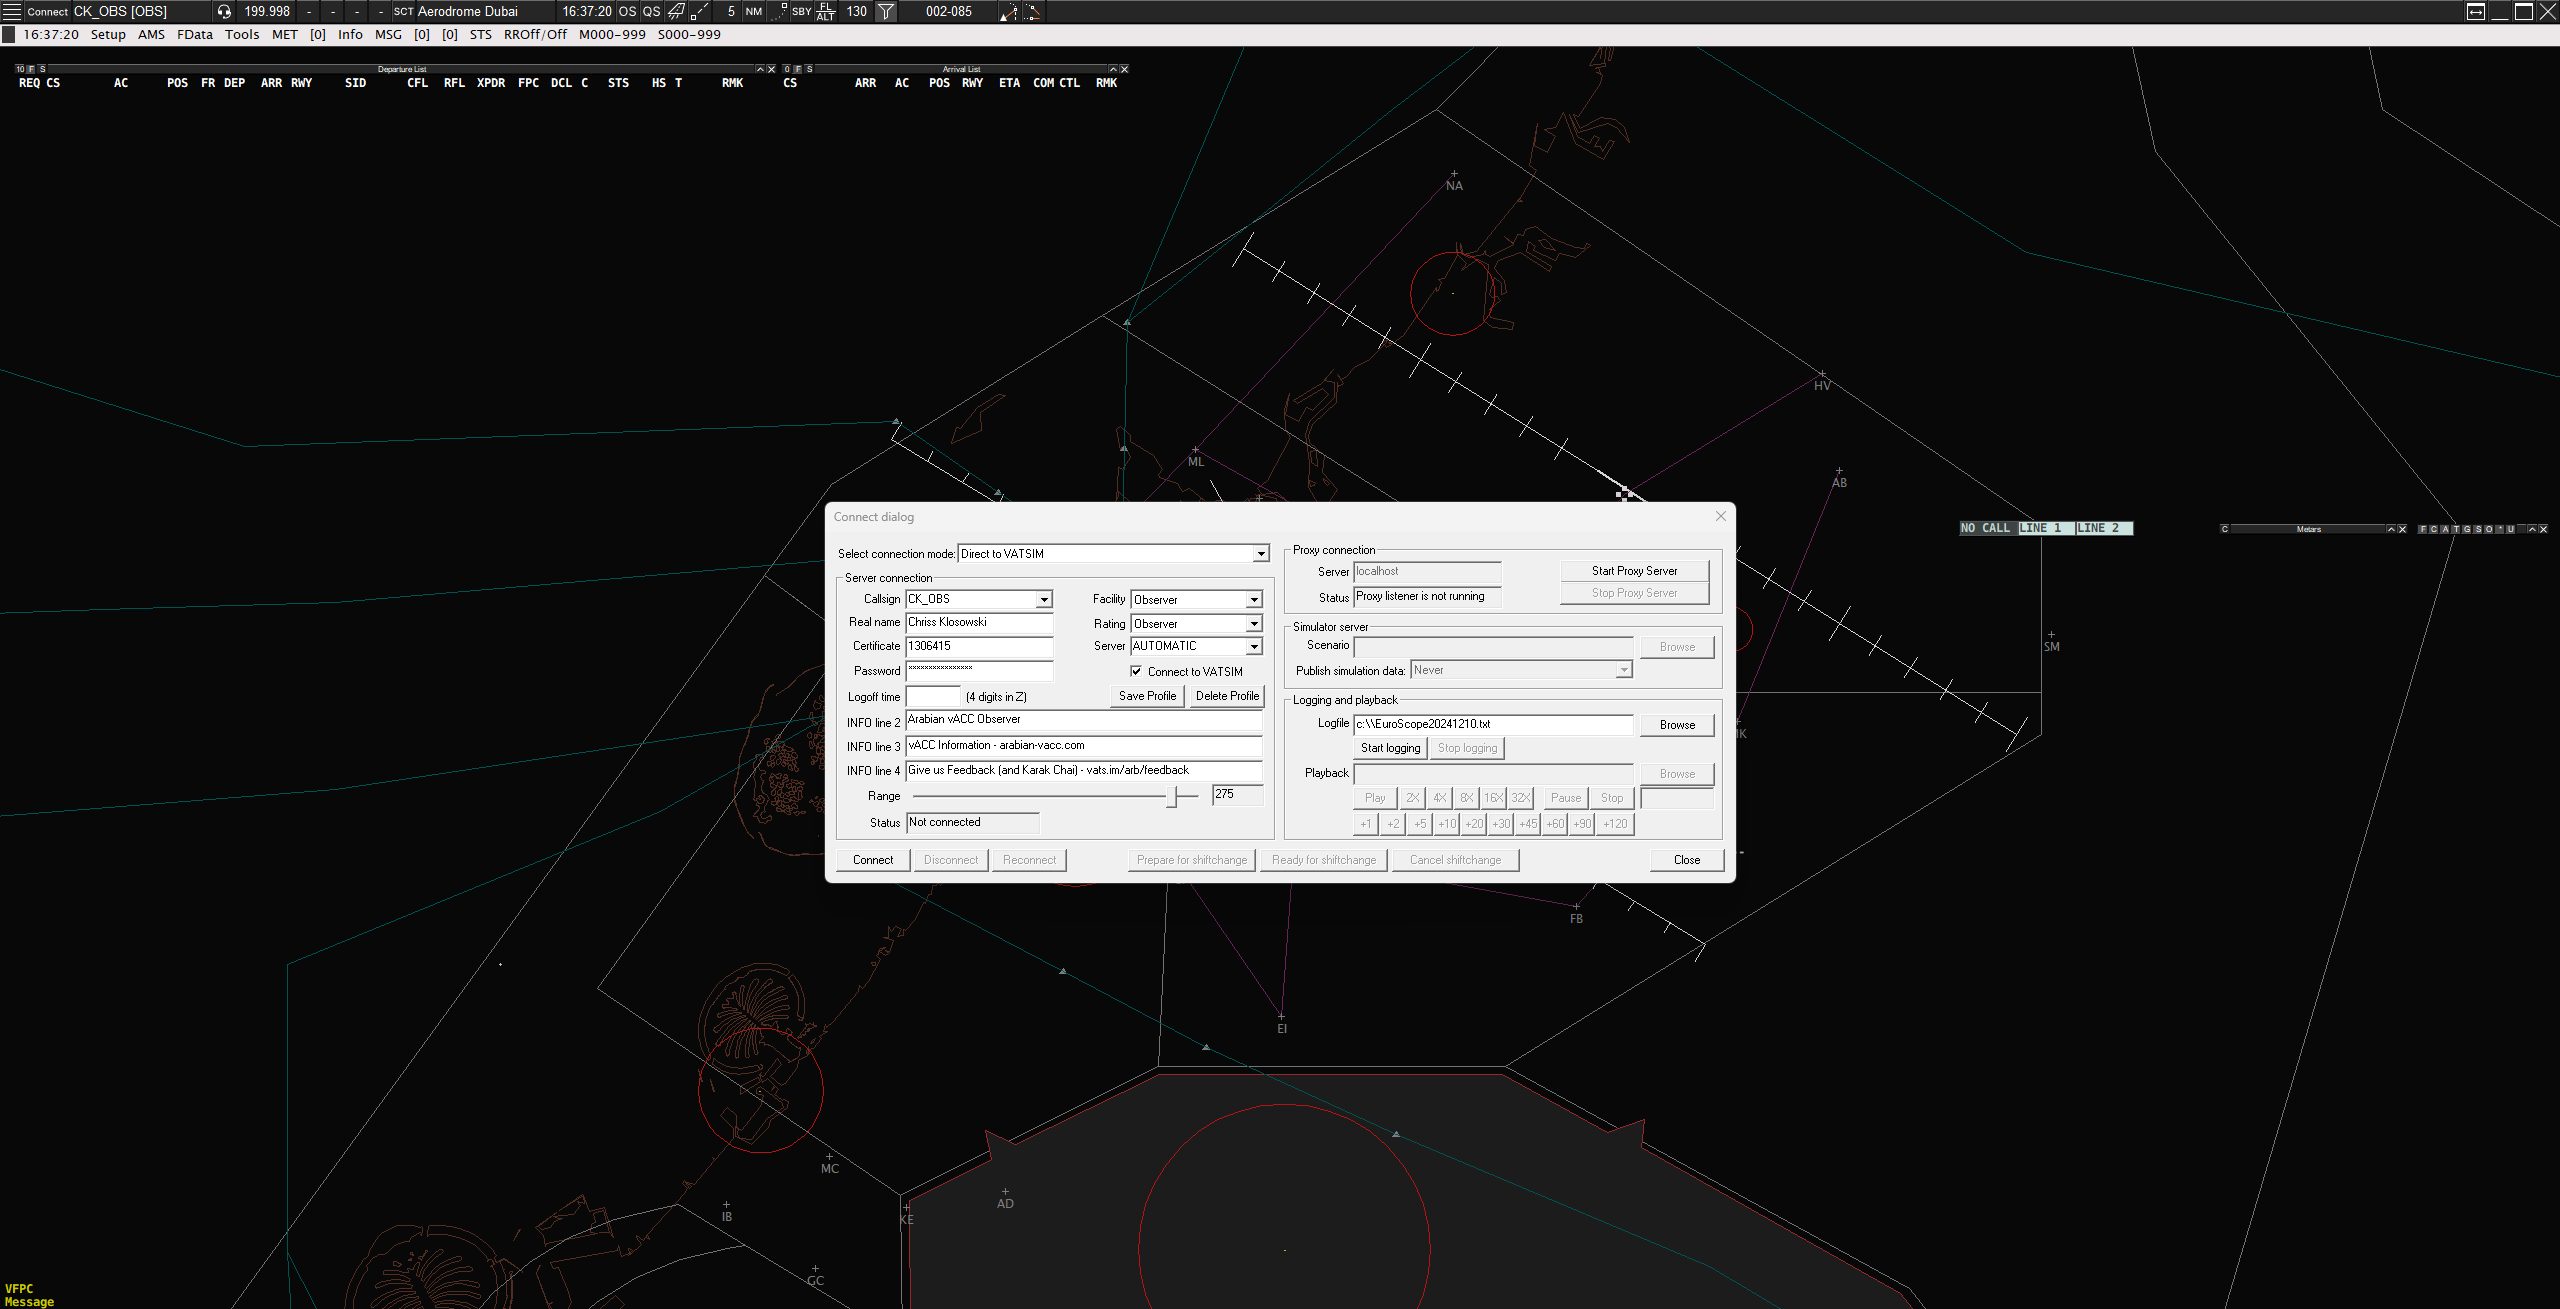 Connect CK_OBS [OBS] 199.998 - - - - SCT Aerodrome Dubai 16:37:20 OS QS 5 NM SBY FL ALT 130 002-085
16:37:20 Setup AMS FData Tools MET [0] Info MSG [0] [0] STS RROff/Off M000-999 S000-999
10 F S Departure List 0 F S Arrival List
REQ CS AC POS FR DEP ARR RWY SID CFL RFL XPDR FPC DCL C STS HS T RMK CS ARR AC POS RWY ETA COM CTL RMK
NA
HV
ML
AB
NO CALL LINE 1 LINE 2
C Metars F C A T G S O * U
Connect dialog
Select connection mode: Direct to VATSIM
Server connection
Callsign CK_OBS
Facility Observer
Real name Chriss Klosowski
Rating Observer
Certificate 1306415
Server AUTOMATIC
Password ****************
Connect to VATSIM
Logoff time (4 digits in Z)
Save Profile Delete Profile
INFO line 2 Arabian vACC Observer
INFO line 3 vACC Information - arabian-vacc.com
INFO line 4 Give us Feedback (and Karak Chai) - vats.im/arb/feedback
Range 275
Status Not connected
Connect Disconnect Reconnect Prepare for shiftchange Ready for shiftchange Cancel shiftchange Close
Proxy connection
Server localhost Start Proxy Server
Status Proxy listener is not running Stop Proxy Server
Simulator server
Scenario Browse
Publish simulation data: Never
Logging and playback
Logfile c:\\EuroScope20241210.txt Browse
Start logging Stop logging
Playback Browse
Play 2X 4X 8X 16X 32X Pause Stop
+1 +2 +5 +10 +20 +30 +45 +60 +90 +120
SM
FB
EI
MC
AD
IB
KE
GC
VFPC
Message